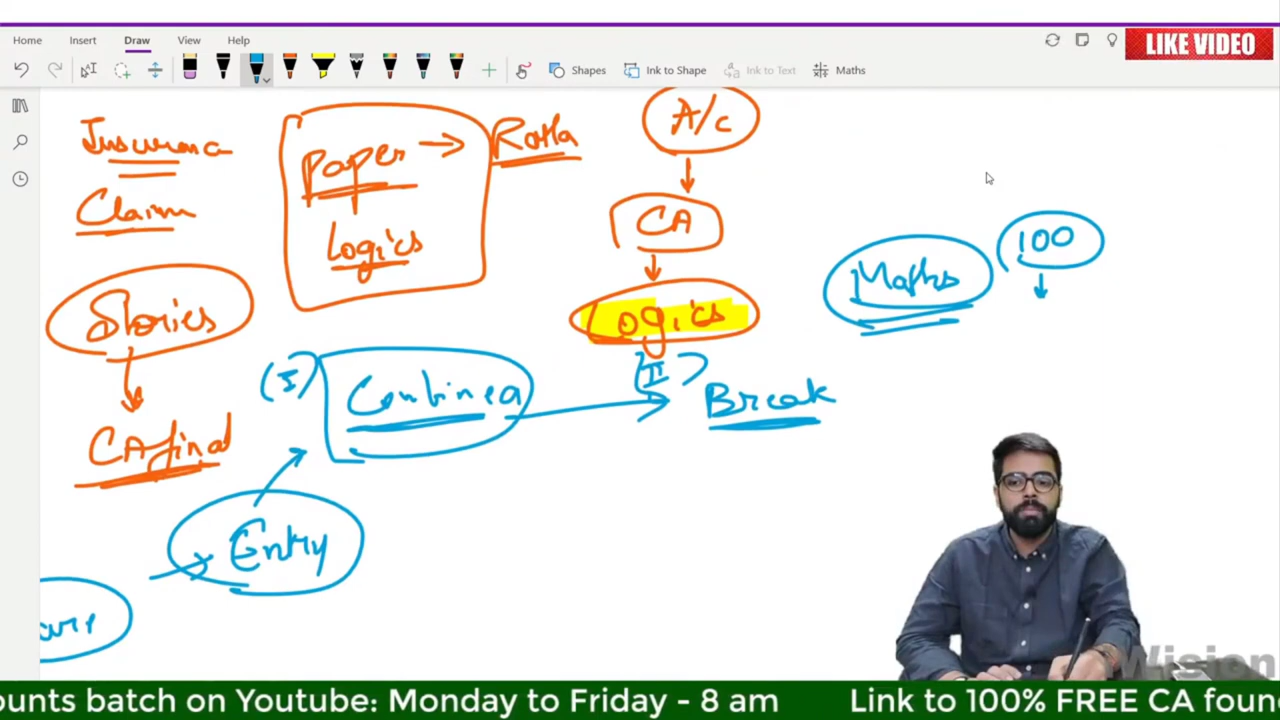 Home Insert Draw View Help
LIKE VIDEO
Shapes Ink to Shape Ink to Text Maths
Insurance
Claim
Stories
CA final
Paper → Ratta
Logics
A/c
CA
Logics
Maths
100
(I) Combined
(II) Break
Entry
ounts batch on Youtube: Monday to Friday - 8 am Link to 100% FREE CA foun